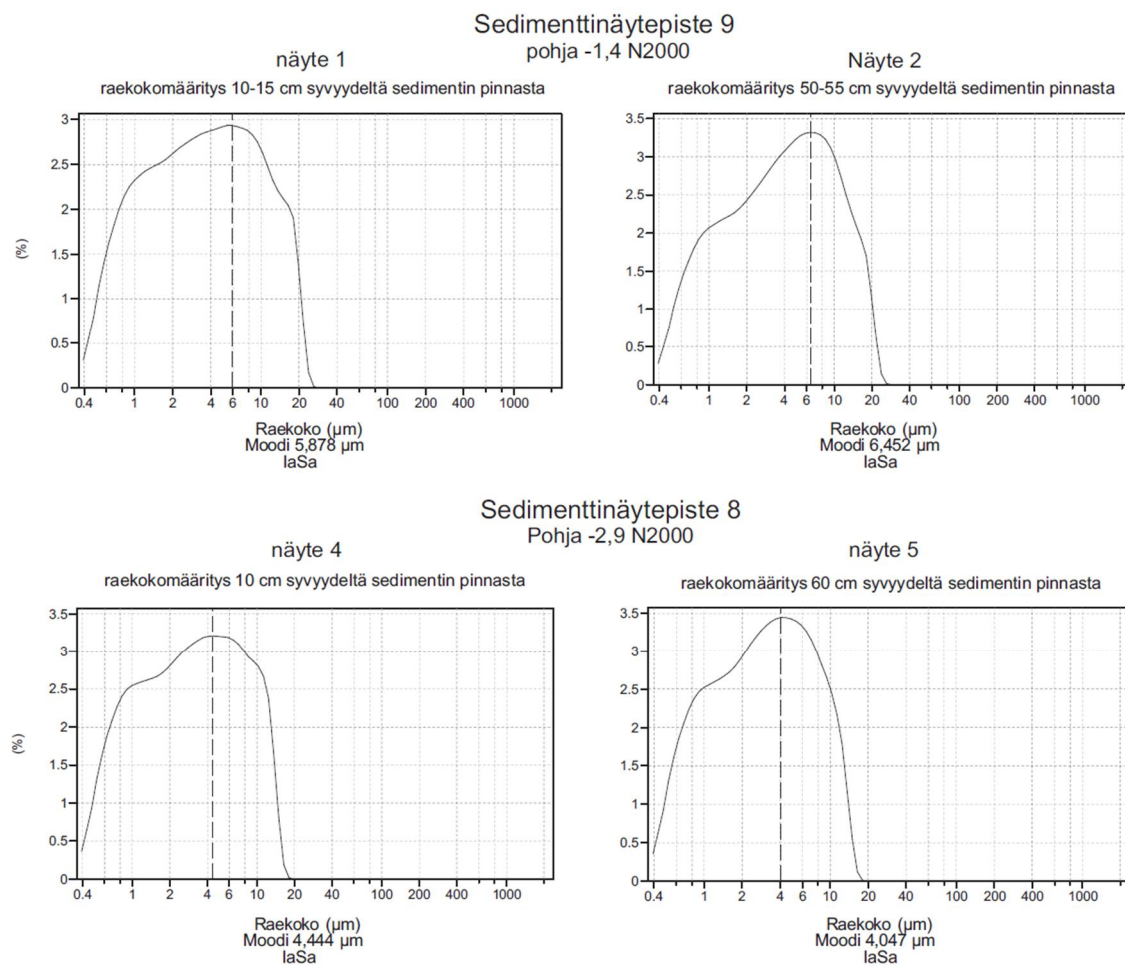 Sedimenttinäytepiste 9
pohja -1,4 N2000
näyte 1
raekokomääritys 10-15 cm syvyydeltä sedimentin pinnasta
3
2.5
2
1.5
1
0.5
0
(%)
0.4 1 2 4 6 10 20 40 100 200 400 1000
Raekoko (µm)
Moodi 5,878 µm
laSa
Näyte 2
raekokomääritys 50-55 cm syvyydeltä sedimentin pinnasta
3.5
3
2.5
2
1.5
1
0.5
0
0.4 1 2 4 6 10 20 40 100 200 400 1000
Raekoko (µm)
Moodi 6,452 µm
laSa
Sedimenttinäytepiste 8
Pohja -2,9 N2000
näyte 4
raekokomääritys 10 cm syvyydeltä sedimentin pinnasta
3.5
3
2.5
2
1.5
1
0.5
0
(%)
0.4 1 2 4 6 10 20 40 100 200 400 1000
Raekoko (µm)
Moodi 4,444 µm
laSa
näyte 5
raekokomääritys 60 cm syvyydeltä sedimentin pinnasta
3.5
3
2.5
2
1.5
1
0.5
0
0.4 1 2 4 6 10 20 40 100 200 400 1000
Raekoko (µm)
Moodi 4,047 µm
laSa